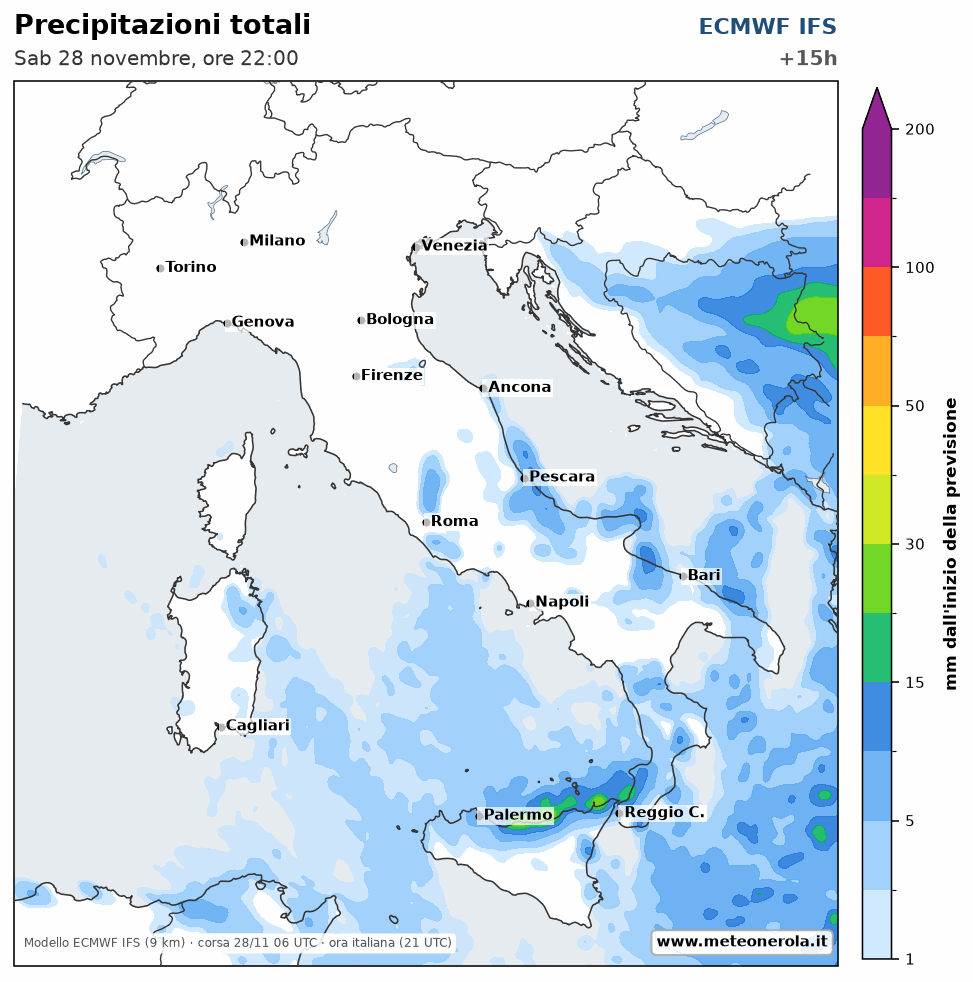 Precipitazioni totali
ECMWF IFS
Sab 28 novembre, ore 22:00
+15h
200
100
50
30
15
5
1
mm dall'inizio della previsione
Milano
Venezia
Torino
Genova
Bologna
Firenze
Ancona
Pescara
Roma
Bari
Napoli
Cagliari
Palermo
Reggio C.
Modello ECMWF IFS (9 km) · corsa 28/11 06 UTC · ora italiana (21 UTC)
www.meteonerola.it